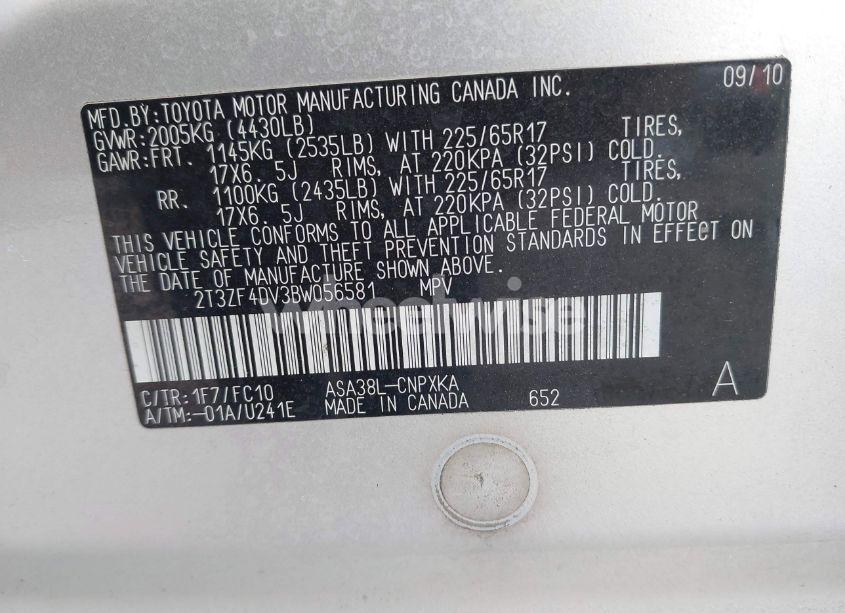 MFD.BY:TOYOTA MOTOR MANUFACTURING CANADA INC. 09/10
GVWR:2005KG (4430LB)
GAWR:FRT. 1145KG (2535LB) WITH 225/65R17 TIRES,
17X6.5J RIMS, AT 220KPA (32PSI) COLD.
RR. 1100KG (2435LB) WITH 225/65R17 TIRES,
17X6.5J RIMS, AT 220KPA (32PSI) COLD.
THIS VEHICLE CONFORMS TO ALL APPLICABLE FEDERAL MOTOR
VEHICLE SAFETY AND THEFT PREVENTION STANDARDS IN EFFECT ON
THE DATE OF MANUFACTURE SHOWN ABOVE.
2T3ZF4DV3BW056581 MPV
wheelwise
C/TR:1F7/FC10 ASA38L-CNPXKA A
A/TM:-01A/U241E MADE IN CANADA 652